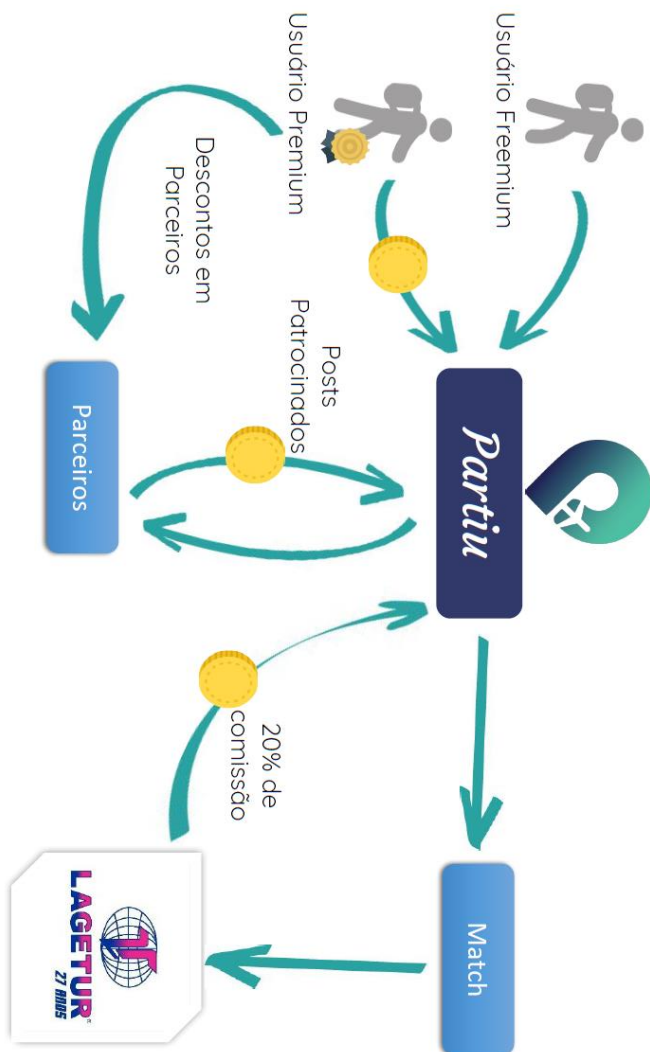 Usuário Freemium
Usuário Premium
Descontos em
Parceiros
Partiu
Posts
Patrocinados
Parceiros
20% de
comissão
Match
LAGETUR®
27 ANOS